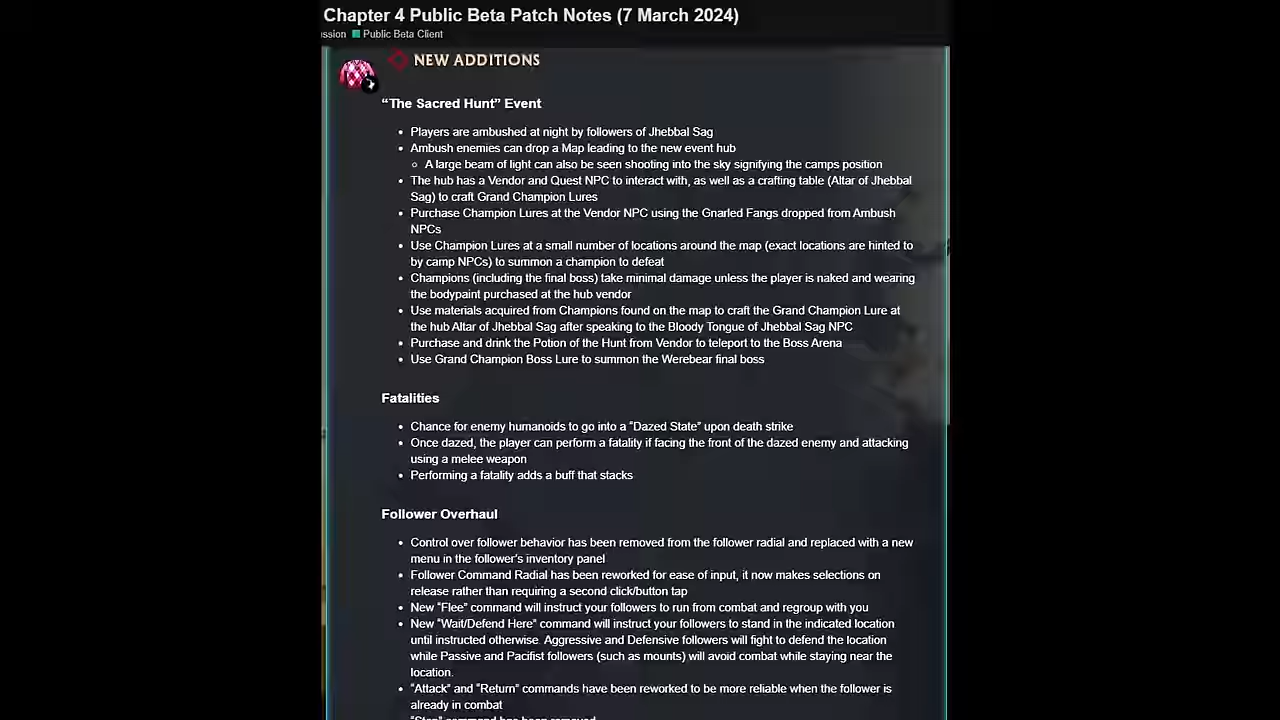 Chapter 4 Public Beta Patch Notes (7 March 2024)
ssion Public Beta Client
NEW ADDITIONS
“The Sacred Hunt” Event
Players are ambushed at night by followers of Jhebbal Sag
Ambush enemies can drop a Map leading to the new event hub
A large beam of light can also be seen shooting into the sky signifying the camps position
The hub has a Vendor and Quest NPC to interact with, as well as a crafting table (Altar of Jhebbal
Sag) to craft Grand Champion Lures
Purchase Champion Lures at the Vendor NPC using the Gnarled Fangs dropped from Ambush
NPCs
Use Champion Lures at a small number of locations around the map (exact locations are hinted to
by camp NPCs) to summon a champion to defeat
Champions (including the final boss) take minimal damage unless the player is naked and wearing
the bodypaint purchased at the hub vendor
Use materials acquired from Champions found on the map to craft the Grand Champion Lure at
the hub Altar of Jhebbal Sag after speaking to the Bloody Tongue of Jhebbal Sag NPC
Purchase and drink the Potion of the Hunt from Vendor to teleport to the Boss Arena
Use Grand Champion Boss Lure to summon the Werebear final boss
Fatalities
Chance for enemy humanoids to go into a “Dazed State” upon death strike
Once dazed, the player can perform a fatality if facing the front of the dazed enemy and attacking
using a melee weapon
Performing a fatality adds a buff that stacks
Follower Overhaul
Control over follower behavior has been removed from the follower radial and replaced with a new
menu in the follower’s inventory panel
Follower Command Radial has been reworked for ease of input, it now makes selections on
release rather than requiring a second click/button tap
New “Flee” command will instruct your followers to run from combat and regroup with you
New “Wait/Defend Here” command will instruct your followers to stand in the indicated location
until instructed otherwise. Aggressive and Defensive followers will fight to defend the location
while Passive and Pacifist followers (such as mounts) will avoid combat while staying near the
location.
“Attack” and “Return” commands have been reworked to be more reliable when the follower is
already in combat
“Stop” command has been removed